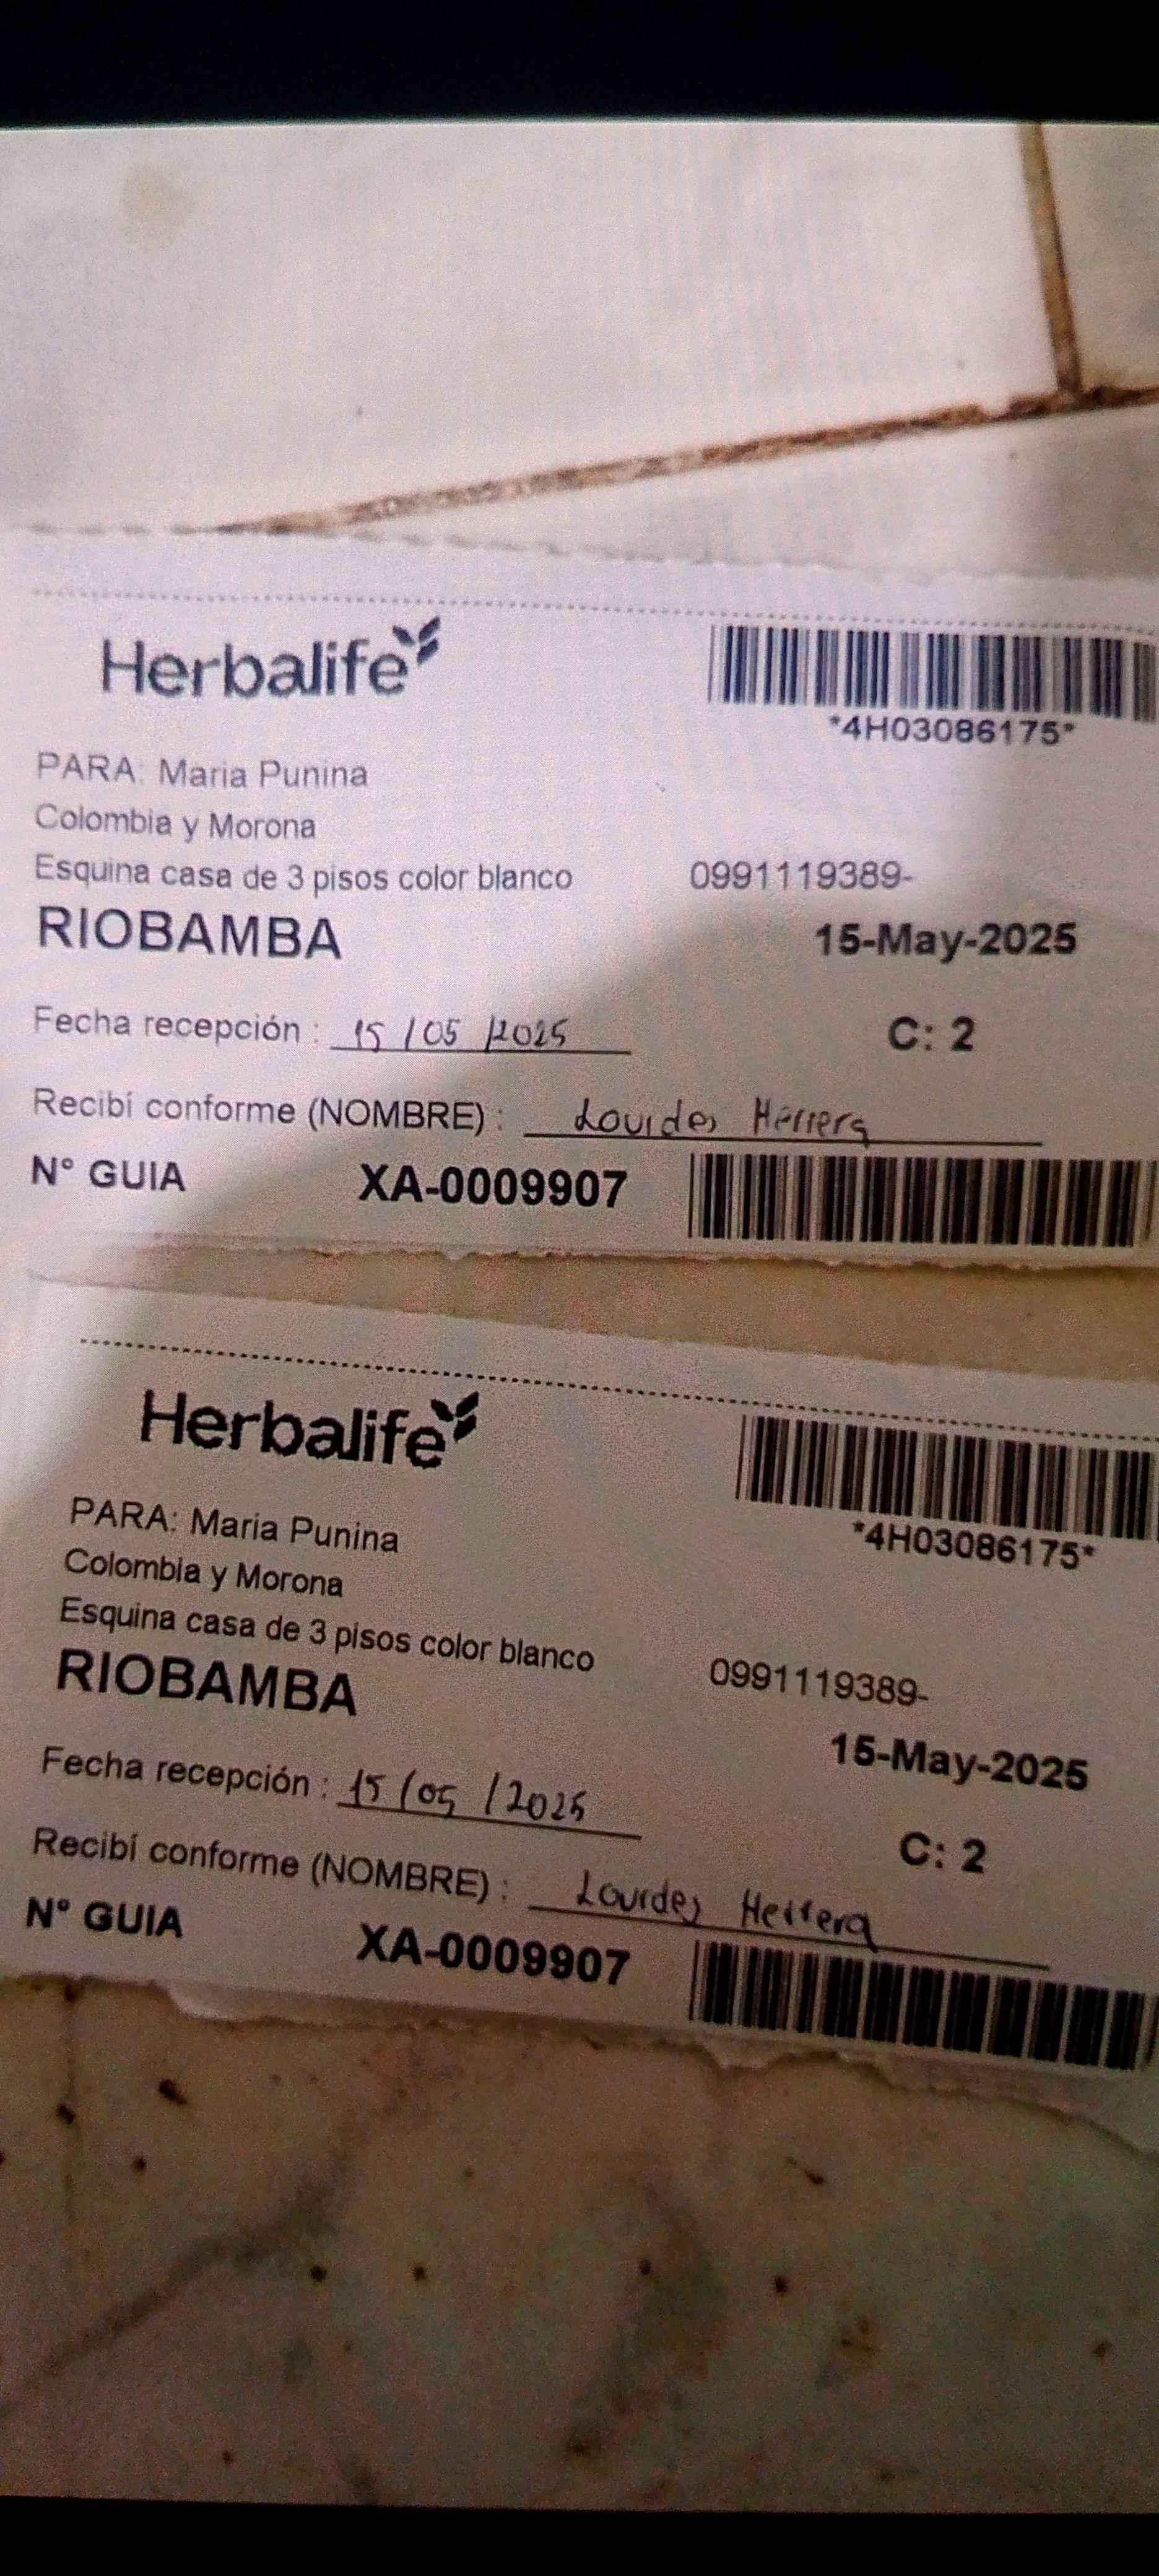 Herbalife
*4H03086175*
PARA: Maria Punina
Colombia y Morona
Esquina casa de 3 pisos color blanco 0991119389-
RIOBAMBA 15-May-2025
Fecha recepción : 15 / 05 / 2025 C: 2
Recibí conforme (NOMBRE) : Lourdes Herrera
N° GUIA XA-0009907
Herbalife
*4H03086175*
PARA: Maria Punina
Colombia y Morona
Esquina casa de 3 pisos color blanco 0991119389-
RIOBAMBA 15-May-2025
Fecha recepción : 15 / 05 / 2025 C: 2
Recibí conforme (NOMBRE) : Lourdes Herrera
N° GUIA XA-0009907